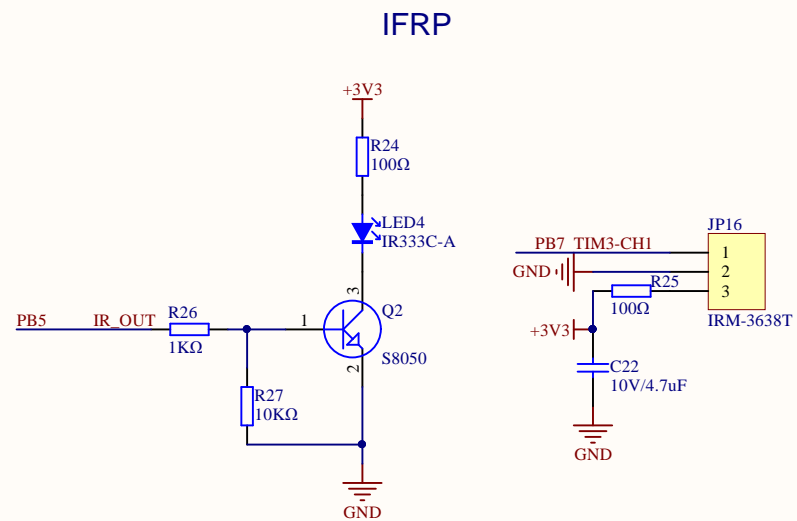 IFRP
+3V3
R24
100Ω
LED4
IR333C-A
3
Q2
S8050
1
2
PB5 IR_OUT
R26
1KΩ
R27
10KΩ
GND
JP16
PB7 TIM3-CH1
1
GND
2
R25
3
100Ω
IRM-3638T
+3V3
C22
10V/4.7uF
GND